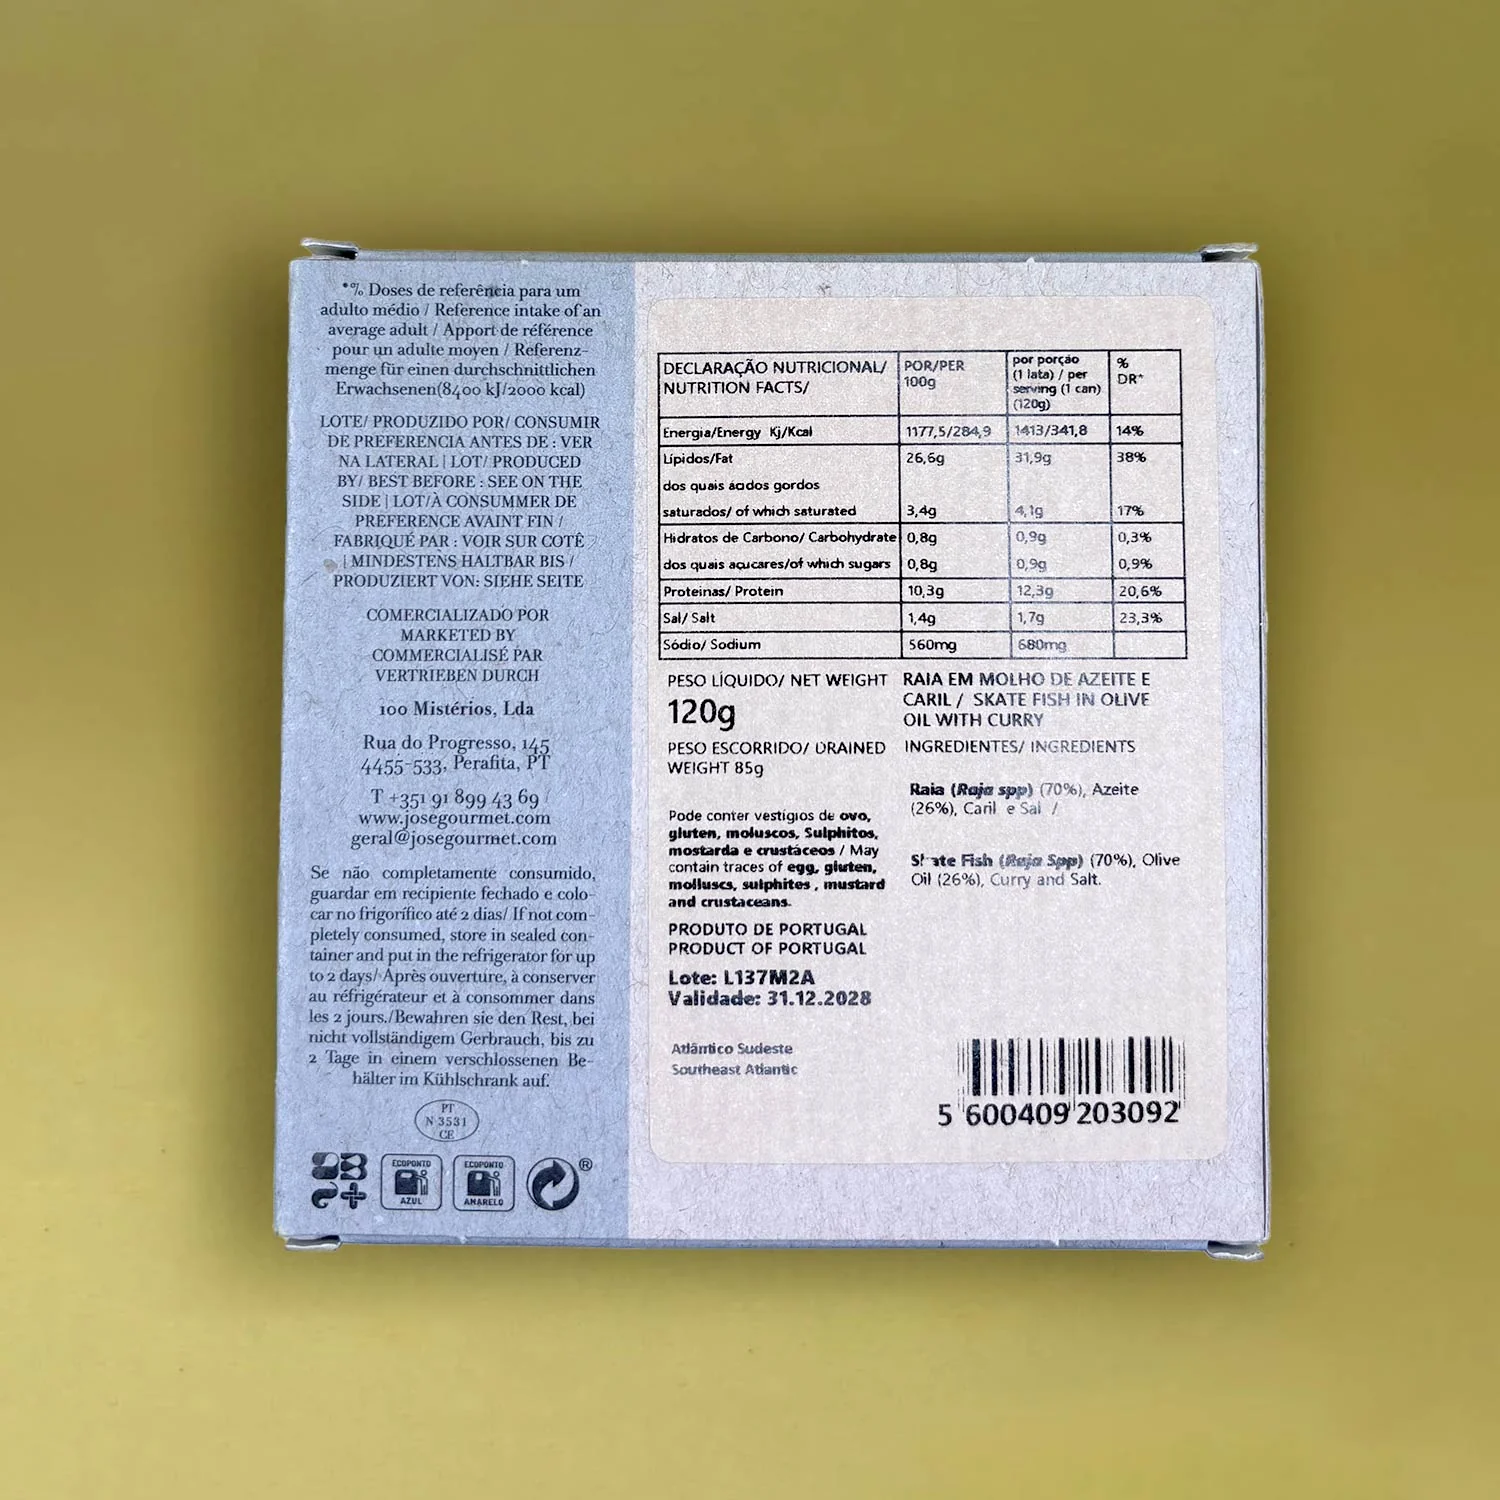 *% Doses de referência para um
adulto médio / Reference intake of an
average adult / Apport de référence
pour un adulte moyen / Referenz-
menge für einen durchschnittlichen
Erwachsenen(8400 kJ/2000 kcal)
LOTE/ PRODUZIDO POR/ CONSUMIR
DE PREFERENCIA ANTES DE : VER
NA LATERAL | LOT/ PRODUCED
BY/ BEST BEFORE : SEE ON THE
SIDE | LOT/À CONSUMMER DE
PREFERENCE AVAINT FIN /
FABRIQUÉ PAR : VOIR SUR COTÊ
| MINDESTENS HALTBAR BIS /
PRODUZIERT VON: SIEHE SEITE
COMERCIALIZADO POR
MARKETED BY
COMMERCIALISÉ PAR
VERTRIEBEN DURCH
100 Mistérios, Lda
Rua do Progresso, 145
4455-533, Perafita, PT
T +351 91 899 43 69 /
www.josegourmet.com
geral@josegourmet.com
Se não completamente consumido,
guardar em recipiente fechado e colo-
car no frigorífico até 2 dias/ If not com-
pletely consumed, store in sealed con-
tainer and put in the refrigerator for up
to 2 days/ Après ouverture, à conserver
au réfrigérateur et à consommer dans
les 2 jours./Bewahren sie den Rest, bei
nicht vollständigem Gerbrauch, bis zu
2 Tage in einem verschlossenen Be-
hälter im Kühlschrank auf.
PT
N 3531
CE
ECOPONTO
AZUL
ECOPONTO
AMARELO
®
DECLARAÇÃO NUTRICIONAL/ NUTRITION FACTS/
POR/PER 100g
por porção (1 lata) / per serving (1 can) (120g)
% DR*
Energia/Energy Kj/Kcal 1177,5/284,9 1413/341,8 14%
Lípidos/Fat 26,6g 31,9g 38%
dos quais ácidos gordos
saturados/ of which saturated 3,4g 4,1g 17%
Hidratos de Carbono/ Carbohydrate 0,8g 0,9g 0,3%
dos quais açucares/of which sugars 0,8g 0,9g 0,9%
Proteinas/ Protein 10,3g 12,3g 20,6%
Sal/ Salt 1,4g 1,7g 23,3%
Sódio/ Sodium 560mg 680mg
PESO LÍQUIDO/ NET WEIGHT
120g
PESO ESCORRIDO/ DRAINED
WEIGHT 85g
Pode conter vestígios de ovo,
gluten, moluscos, Sulphitos,
mostarda e crustáceos / May
contain traces of egg, gluten,
molluscs, sulphites , mustard
and crustaceans.
PRODUTO DE PORTUGAL
PRODUCT OF PORTUGAL
Lote: L137M2A
Validade: 31.12.2028
Atlântico Sudeste
Southeast Atlantic
RAIA EM MOLHO DE AZEITE E
CARIL / SKATE FISH IN OLIVE
OIL WITH CURRY
INGREDIENTES/ INGREDIENTS
Raia (Raja spp) (70%), Azeite
(26%), Caril e Sal /
Skate Fish (Raja Spp) (70%), Olive
Oil (26%), Curry and Salt.
5 600409 203092